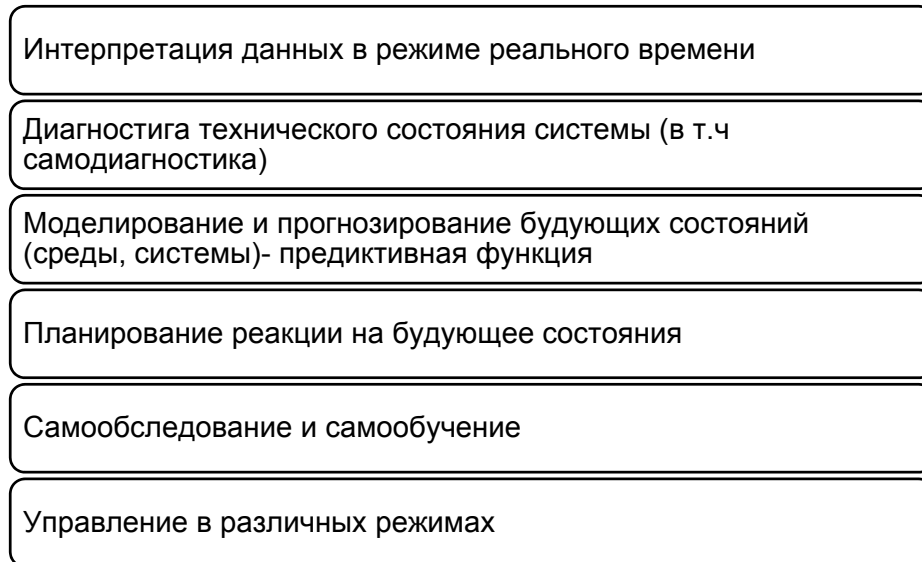 Интерпретация данных в режиме реального времени
Диагностига технического состояния системы (в т.ч
самодиагностика)
Моделирование и прогнозирование будующих состояний
(среды, системы)- предиктивная функция
Планирование реакции на будующее состояния
Самообследование и самообучение
Управление в различных режимах